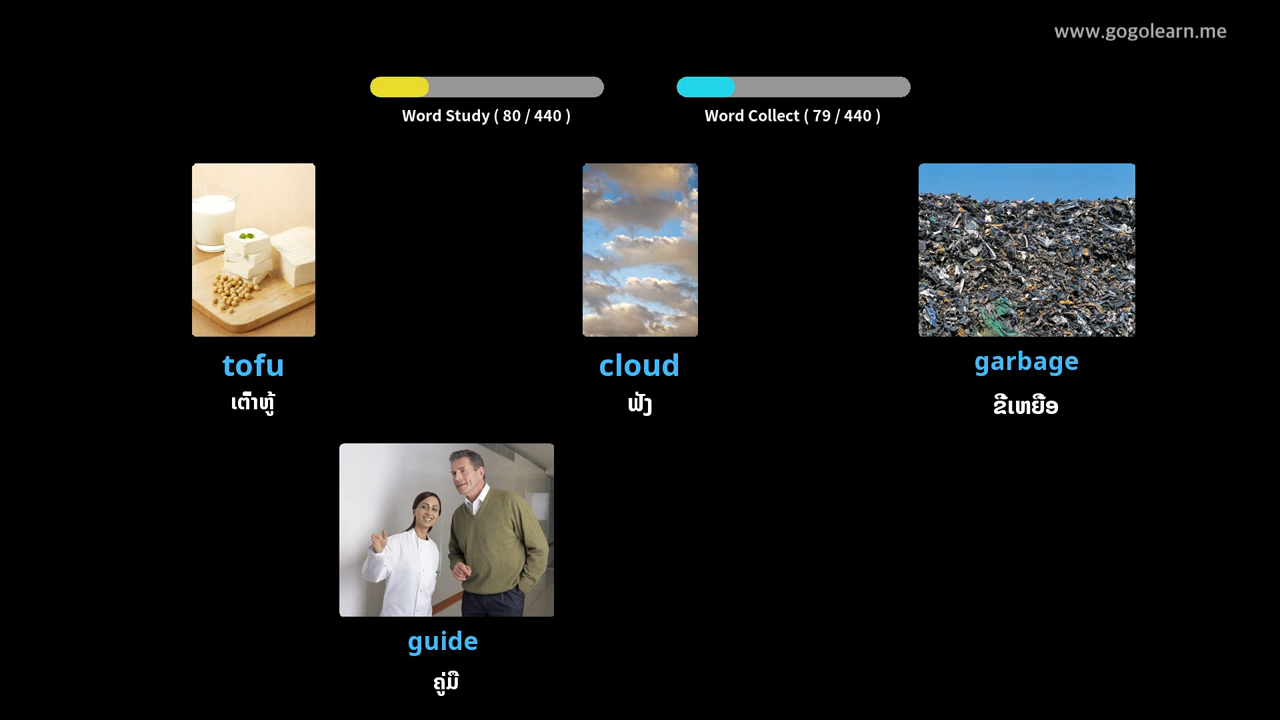 www.gogolearn.me
Word Study ( 80 / 440 )
Word Collect ( 79 / 440 )
tofu
ເຕົ້າຫູ້
cloud
ຟັງ
garbage
ຂີ້ເຫຍື້ອ
guide
ຄູ່ມື